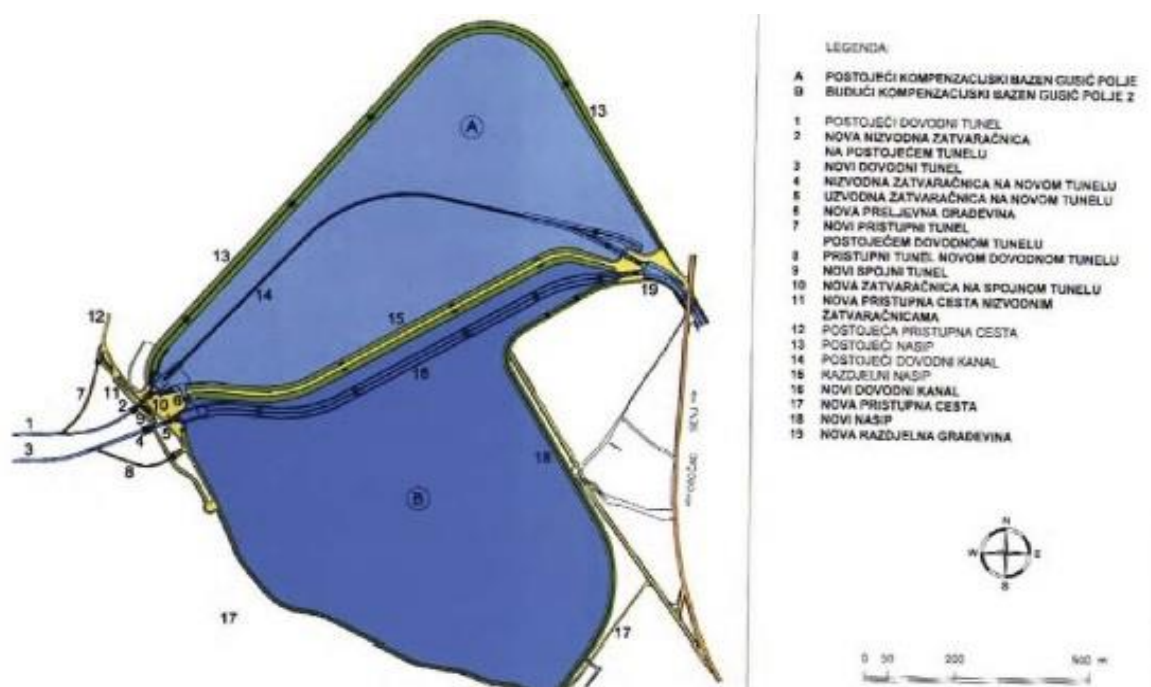 LEGENDA:
A POSTOJEĆI KOMPENZACIJSKI BAZEN GUSIĆ POLJE
B BUDUĆI KOMPENZACIJSKI BAZEN GUSIĆ POLJE 2
1 POSTOJEĆI DOVODNI TUNEL
2 NOVA NIZVODNA ZATVARAČNICA
NA POSTOJEĆEM TUNELU
3 NOVI DOVODNI TUNEL
4 NIZVODNA ZATVARAČNICA NA NOVOM TUNELU
5 UZVODNA ZATVARAČNICA NA NOVOM TUNELU
6 NOVA PRELJEVNA GRAĐEVINA
7 NOVI PRISTUPNI TUNEL
POSTOJEĆEM DOVODNOM TUNELU
8 PRISTUPNI TUNEL NOVOM DOVODNOM TUNELU
9 NOVI SPOJNI TUNEL
10 NOVA ZATVARAČNICA NA SPOJNOM TUNELU
11 NOVA PRISTUPNA CESTA NIZVODNIM
ZATVARAČNICAMA
12 POSTOJEĆA PRISTUPNA CESTA
13 POSTOJEĆI NASIP
14 POSTOJEĆI DOVODNI KANAL
15 RAZDJELNI NASIP
16 NOVI DOVODNI KANAL
17 NOVA PRISTUPNA CESTA
18 NOVI NASIP
19 NOVA RAZDJELNA GRAĐEVINA
A
13
13
14
15
19
16
12
7
11
2
10
6
9
1
4
5
3
8
18
B
OTOČAC SENJ
17
17
N
W E
S
0 50 200 500 m